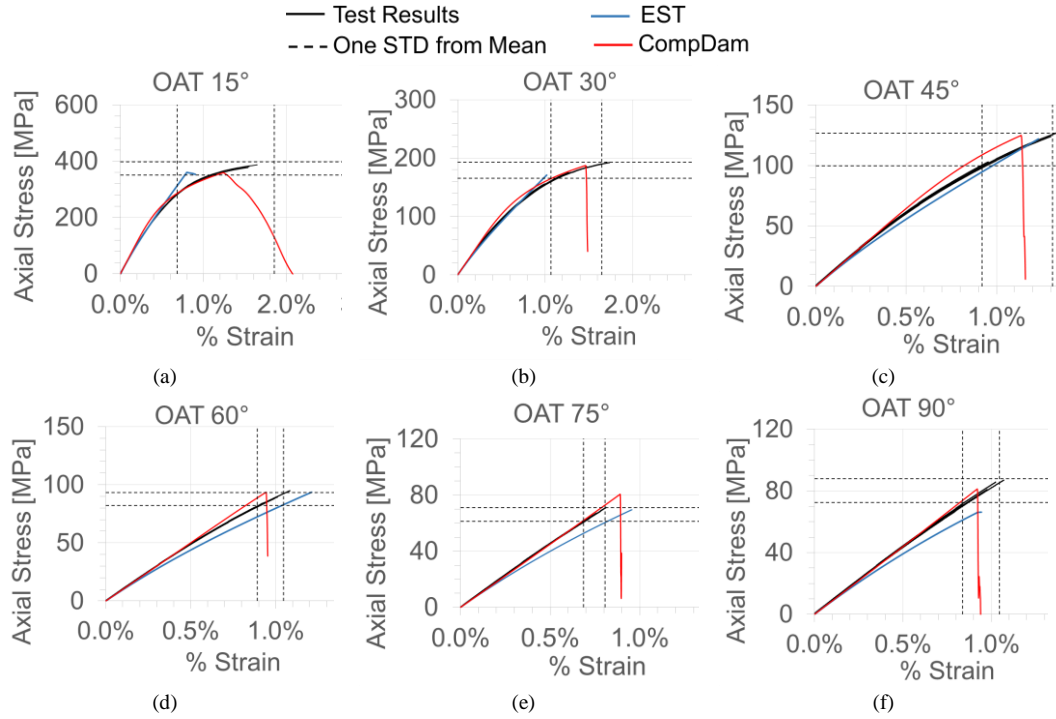 Test Results EST
One STD from Mean CompDam
OAT 15° OAT 30° OAT 45°
Axial Stress [MPa]
600
400
200
0
0.0% 1.0% 2.0%
% Strain
(a)
Axial Stress [MPa]
300
200
100
0
0.0% 1.0% 2.0%
% Strain
(b)
Axial Stress [MPa]
150
100
50
0
0.0% 0.5% 1.0%
% Strain
(c)
OAT 60° OAT 75° OAT 90°
Axial Stress [MPa]
150
100
50
0
0.0% 0.5% 1.0%
% Strain
(d)
Axial Stress [MPa]
120
80
40
0
0.0% 0.5% 1.0%
% Strain
(e)
Axial Stress [MPa]
120
80
40
0
0.0% 0.5% 1.0%
% Strain
(f)